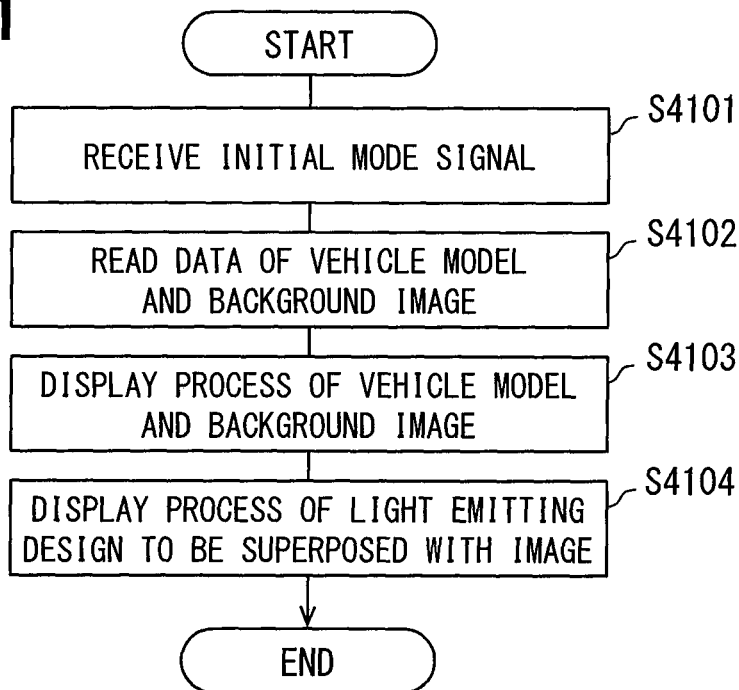 START
S4101
RECEIVE INITIAL MODE SIGNAL
S4102
READ DATA OF VEHICLE MODEL
AND BACKGROUND IMAGE
S4103
DISPLAY PROCESS OF VEHICLE MODEL
AND BACKGROUND IMAGE
S4104
DISPLAY PROCESS OF LIGHT EMITTING
DESIGN TO BE SUPERPOSED WITH IMAGE
END